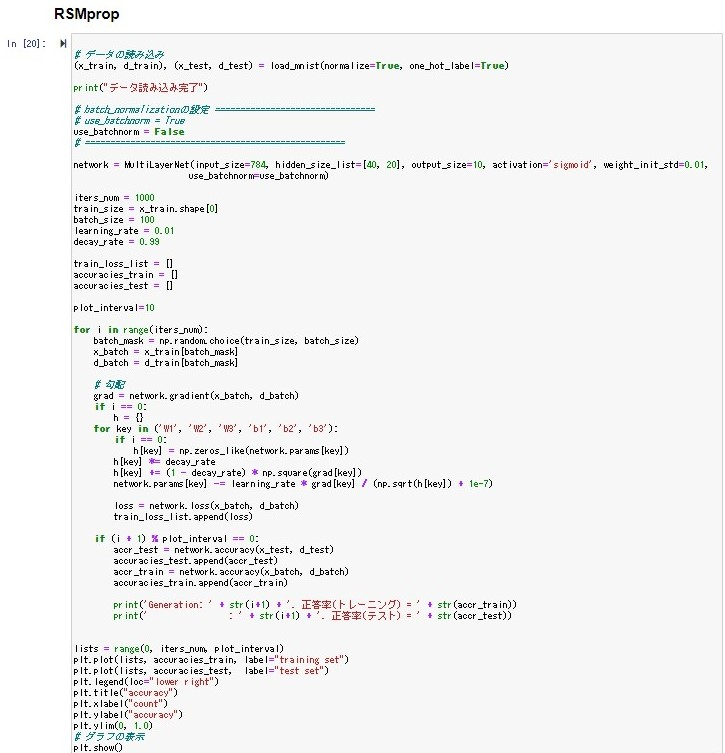 RSMprop
In [20]:
# データの読み込み
(x_train, d_train), (x_test, d_test) = load_mnist(normalize=True, one_hot_label=True)
print("データ読み込み完了")
# batch_normalizationの設定 ================================
# use_batchnorm = True
use_batchnorm = False
# ====================================================
network = MultiLayerNet(input_size=784, hidden_size_list=[40, 20], output_size=10, activation='sigmoid', weight_init_std=0.01,
use_batchnorm=use_batchnorm)
iters_num = 1000
train_size = x_train.shape[0]
batch_size = 100
learning_rate = 0.01
decay_rate = 0.99
train_loss_list = []
accuracies_train = []
accuracies_test = []
plot_interval=10
for i in range(iters_num):
batch_mask = np.random.choice(train_size, batch_size)
x_batch = x_train[batch_mask]
d_batch = d_train[batch_mask]
# 勾配
grad = network.gradient(x_batch, d_batch)
if i == 0:
h = {}
for key in ('W1', 'W2', 'W3', 'b1', 'b2', 'b3'):
if i == 0:
h[key] = np.zeros_like(network.params[key])
h[key] *= decay_rate
h[key] += (1 - decay_rate) * np.square(grad[key])
network.params[key] -= learning_rate * grad[key] / (np.sqrt(h[key]) + 1e-7)
loss = network.loss(x_batch, d_batch)
train_loss_list.append(loss)
if (i + 1) % plot_interval == 0:
accr_test = network.accuracy(x_test, d_test)
accuracies_test.append(accr_test)
accr_train = network.accuracy(x_batch, d_batch)
accuracies_train.append(accr_train)
print('Generation: ' + str(i+1) + '. 正答率(トレーニング) = ' + str(accr_train))
print('                : ' + str(i+1) + '. 正答率(テスト) = ' + str(accr_test))
lists = range(0, iters_num, plot_interval)
plt.plot(lists, accuracies_train, label="training set")
plt.plot(lists, accuracies_test,  label="test set")
plt.legend(loc="lower right")
plt.title("accuracy")
plt.xlabel("count")
plt.ylabel("accuracy")
plt.ylim(0, 1.0)
# グラフの表示
plt.show()